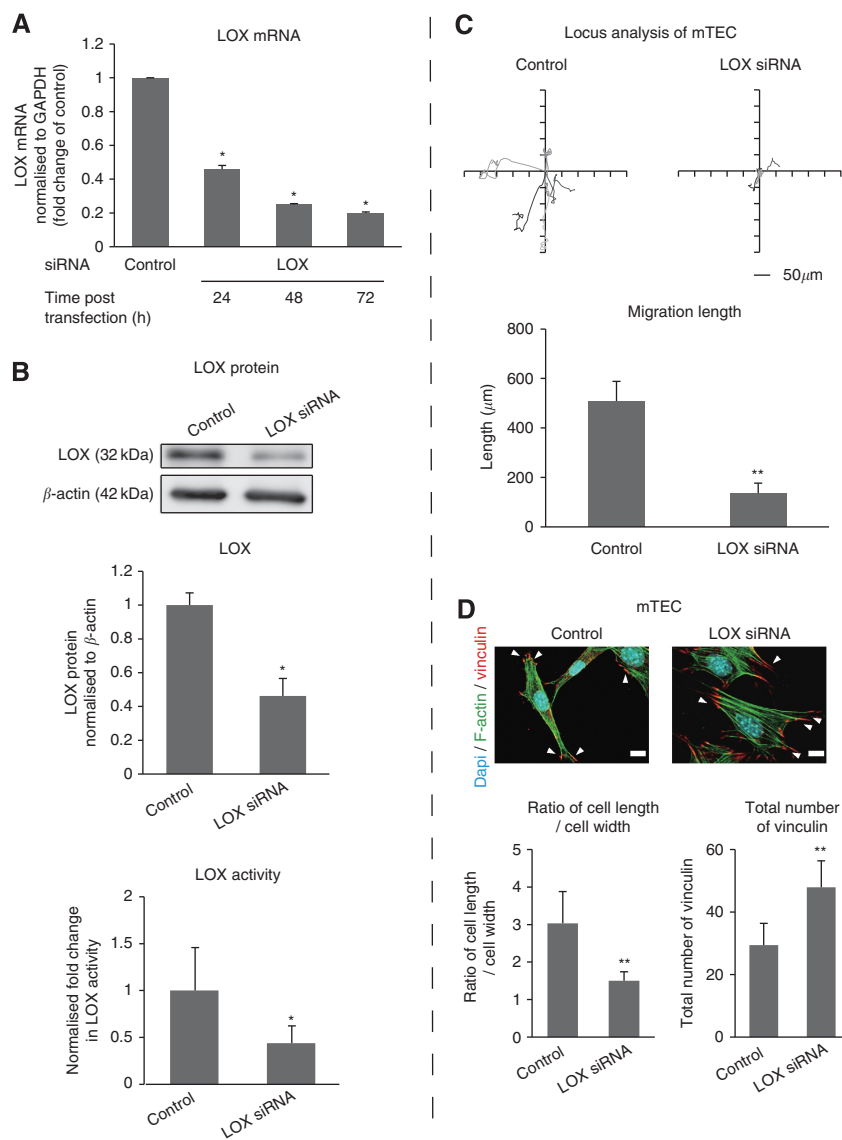 A
LOX mRNA
LOX mRNA
normalised to GAPDH
(fold change of control)
1.2
1
0.8
0.6
0.4
0.2
0
*
*
*
siRNA Control LOX
Time post
transfection (h)
24 48 72
B
LOX protein
Control LOX siRNA
LOX (32 kDa)
β-actin (42 kDa)
LOX
LOX protein
normalised to β-actin
1.2
1
0.8
0.6
0.4
0.2
0
*
Control LOX siRNA
LOX activity
Normalised fold change
in LOX activity
2
1.5
1
0.5
0
*
Control LOX siRNA
C
Locus analysis of mTEC
Control LOX siRNA
50μm
Migration length
Length (μm)
800
600
400
200
0
**
Control LOX siRNA
D
mTEC
Control LOX siRNA
Dapi / F-actin / vinculin
Ratio of cell length
/ cell width
Ratio of cell length
/ cell width
5
4
3
2
1
0
**
Control LOX siRNA
Total number
of vinculin
Total number of vinculin
60
40
20
0
**
Control LOX siRNA